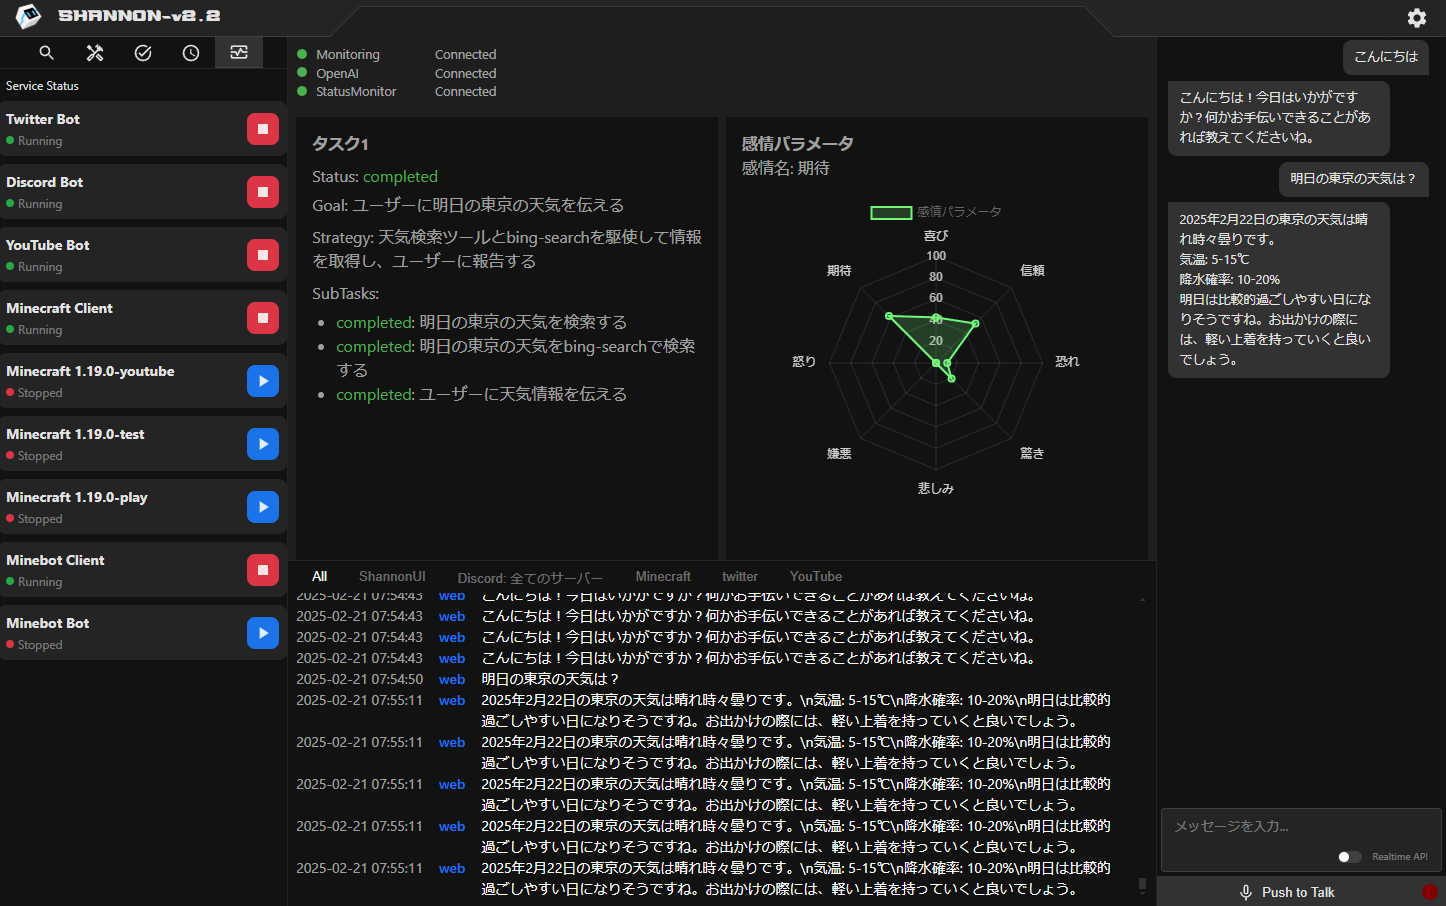 SHANNON-v2.2
Service Status
Twitter Bot
Running
Discord Bot
Running
YouTube Bot
Running
Minecraft Client
Running
Minecraft 1.19.0-youtube
Stopped
Minecraft 1.19.0-test
Stopped
Minecraft 1.19.0-play
Stopped
Minebot Client
Running
Minebot Bot
Stopped
Monitoring Connected
OpenAI Connected
StatusMonitor Connected
タスク1
Status: completed
Goal: ユーザーに明日の東京の天気を伝える
Strategy: 天気検索ツールとbing-searchを駆使して情報
を取得し、ユーザーに報告する
SubTasks:
• completed: 明日の東京の天気を検索する
• completed: 明日の東京の天気をbing-searchで検索
する
• completed: ユーザーに天気情報を伝える
感情パラメータ
感情名: 期待
感情パラメータ
喜び
100
期待
信頼
80
60
40
20
怒り
恐れ
嫌悪
驚き
悲しみ
All ShannonUI Discord: 全てのサーバー Minecraft twitter YouTube
2025-02-21 07:54:43 web こんにちは！今日はいかがですか？何かお手伝いできることがあれば教えてくださいね。
2025-02-21 07:54:43 web こんにちは！今日はいかがですか？何かお手伝いできることがあれば教えてくださいね。
2025-02-21 07:54:43 web こんにちは！今日はいかがですか？何かお手伝いできることがあれば教えてくださいね。
2025-02-21 07:54:43 web こんにちは！今日はいかがですか？何かお手伝いできることがあれば教えてくださいね。
2025-02-21 07:54:50 web 明日の東京の天気は？
2025-02-21 07:55:11 web 2025年2月22日の東京の天気は晴れ時々曇りです。\n気温: 5-15℃\n降水確率: 10-20%\n明日は比較的
過ごしやすい日になりそうですね。お出かけの際には、軽い上着を持っていくと良いでしょう。
2025-02-21 07:55:11 web 2025年2月22日の東京の天気は晴れ時々曇りです。\n気温: 5-15℃\n降水確率: 10-20%\n明日は比較的
過ごしやすい日になりそうですね。お出かけの際には、軽い上着を持っていくと良いでしょう。
2025-02-21 07:55:11 web 2025年2月22日の東京の天気は晴れ時々曇りです。\n気温: 5-15℃\n降水確率: 10-20%\n明日は比較的
過ごしやすい日になりそうですね。お出かけの際には、軽い上着を持っていくと良いでしょう。
2025-02-21 07:55:11 web 2025年2月22日の東京の天気は晴れ時々曇りです。\n気温: 5-15℃\n降水確率: 10-20%\n明日は比較的
過ごしやすい日になりそうですね。お出かけの際には、軽い上着を持っていくと良いでしょう。
2025-02-21 07:55:11 web 2025年2月22日の東京の天気は晴れ時々曇りです。\n気温: 5-15℃\n降水確率: 10-20%\n明日は比較的
過ごしやすい日になりそうですね。お出かけの際には、軽い上着を持っていくと良いでしょう。
こんにちは
こんにちは！今日はいかがです
か？何かお手伝いできることがあ
れば教えてくださいね。
明日の東京の天気は？
2025年2月22日の東京の天気は晴
れ時々曇りです。
気温: 5-15℃
降水確率: 10-20%
明日は比較的過ごしやすい日にな
りそうですね。お出かけの際に
は、軽い上着を持っていくと良い
でしょう。
メッセージを入力...
Realtime API
Push to Talk